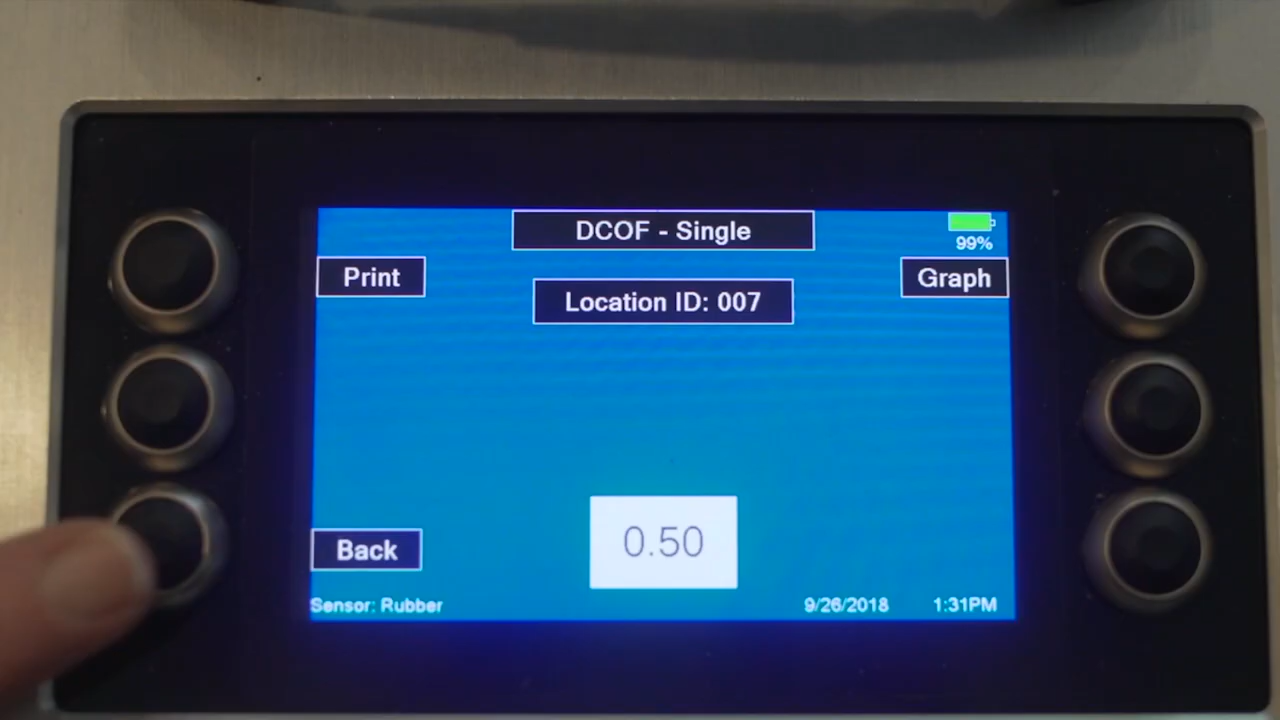 DCOF - Single
99%
Print
Graph
Location ID: 007
0.50
Back
Sensor: Rubber
9/26/2018 1:31PM